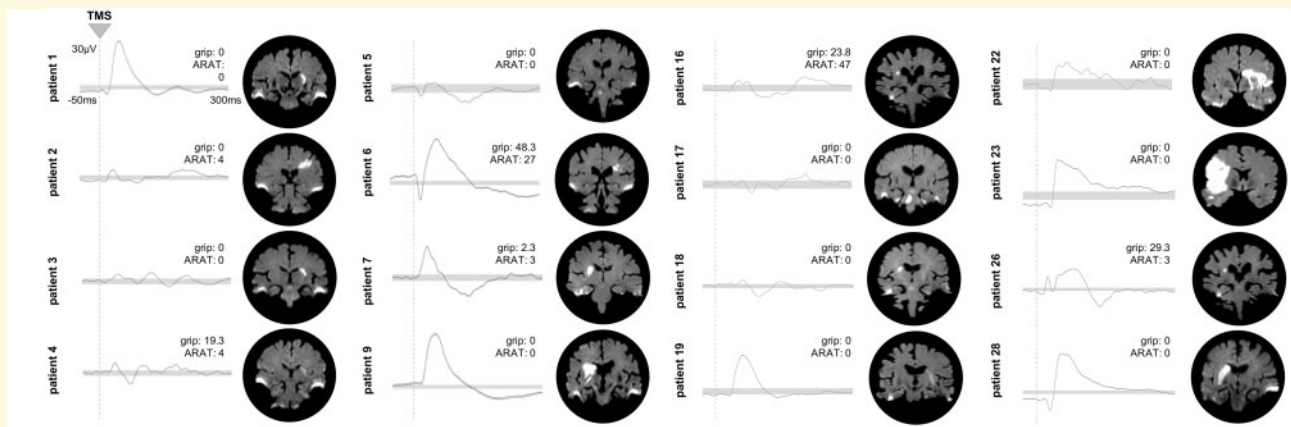 TMS
30µV
-50ms
300ms
patient 1
grip: 0
ARAT:
0
patient 2
grip: 0
ARAT: 4
patient 3
grip: 0
ARAT: 0
patient 4
grip: 19.3
ARAT: 4
patient 5
grip: 0
ARAT: 0
patient 6
grip: 48.3
ARAT: 27
patient 7
grip: 2.3
ARAT: 3
patient 9
grip: 0
ARAT: 0
patient 16
grip: 23.8
ARAT: 47
patient 17
grip: 0
ARAT: 0
patient 18
grip: 0
ARAT: 0
patient 19
grip: 0
ARAT: 0
patient 22
grip: 0
ARAT: 0
patient 23
grip: 0
ARAT: 0
patient 26
grip: 29.3
ARAT: 3
patient 28
grip: 0
ARAT: 0